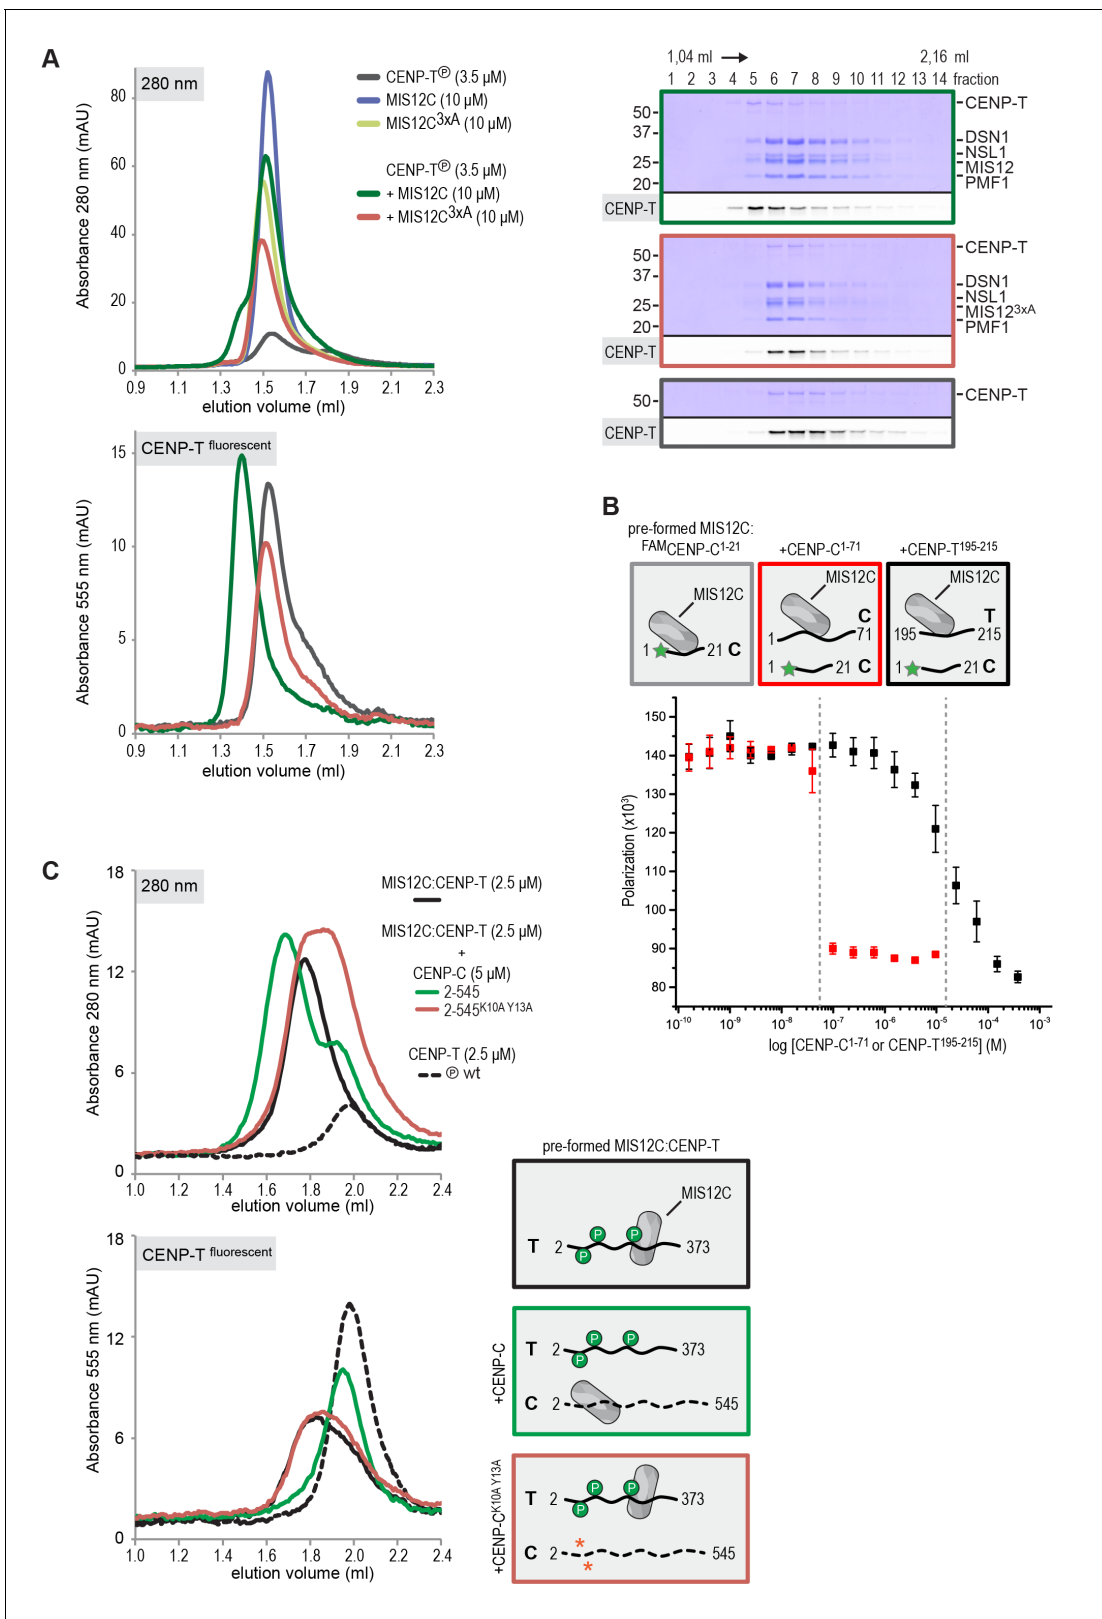 A
280 nm
CENP-Tⓟ (3.5 µM)
MIS12C (10 µM)
MIS12C3xA (10 µM)
CENP-Tⓟ (3.5 µM)
+ MIS12C (10 µM)
+ MIS12C3xA (10 µM)
Absorbance 280 nm (mAU)
80
60
40
20
0
0.9 1.1 1.3 1.5 1.7 1.9 2.1 2.3
elution volume (ml)
1,04 ml
2,16 ml
1 2 3 4 5 6 7 8 9 10 11 12 13 14 fraction
50
37
25
20
CENP-T
DSN1
NSL1
MIS12
PMF1
CENP-T
50
37
25
20
CENP-T
DSN1
NSL1
MIS123xA
PMF1
CENP-T
50
CENP-T
CENP-T
CENP-T fluorescent
Absorbance 555 nm (mAU)
15
10
5
0
0.9 1.1 1.3 1.5 1.7 1.9 2.1 2.3
elution volume (ml)
B
pre-formed MIS12C:
FAMCENP-C1-21
+CENP-C1-71
+CENP-T195-215
MIS12C
1 21 C
MIS12C
C
1 71
1 21 C
MIS12C
T
195 215
1 21 C
Polarization (x103)
150
140
130
120
110
100
90
80
10-10 10-9 10-8 10-7 10-6 10-5 10-4 10-3
log [CENP-C1-71 or CENP-T195-215] (M)
C
280 nm
MIS12C:CENP-T (2.5 µM)
MIS12C:CENP-T (2.5 µM)
+
CENP-C (5 µM)
2-545
2-545K10A Y13A
CENP-T (2.5 µM)
ⓟ wt
Absorbance 280 nm (mAU)
18
12
6
0
1.0 1.2 1.4 1.6 1.8 2.0 2.2 2.4
elution volume (ml)
CENP-T fluorescent
Absorbance 555 nm (mAU)
18
12
6
0
1.0 1.2 1.4 1.6 1.8 2.0 2.2 2.4
elution volume (ml)
pre-formed MIS12C:CENP-T
MIS12C
P P P
T 2 373
+CENP-C
P P P
T 2 373
C 2 545
+CENP-CK10A Y13A
P P P
T 2 373
* *
C 2 545